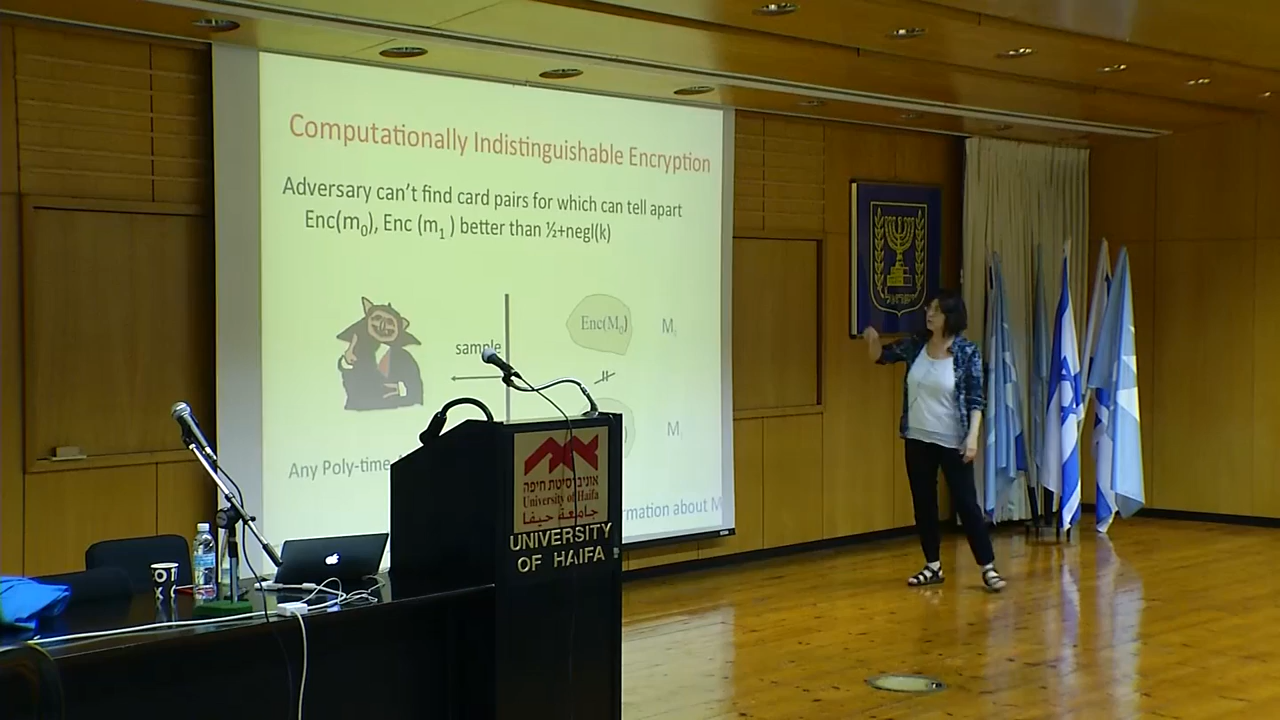 Computationally Indistinguishable Encryption
Adversary can't find card pairs for which can tell apart
Enc(m₀), Enc (m₁ ) better than ½+negl(k)
Enc(M₀)
M
sample
M
Any Poly-time
rmation about M
אוניברסיטת חיפה
University of Haifa
جامعة حيفا
UNIVERSITY
OF HAIFA